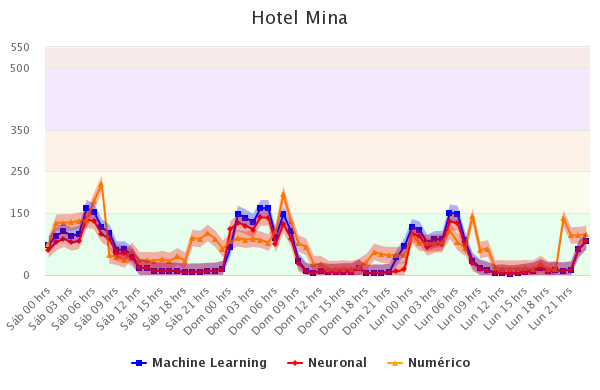 Hotel Mina
550
500
350
250
150
0
Sáb 00 hrs
Sáb 03 hrs
Sáb 06 hrs
Sáb 09 hrs
Sáb 12 hrs
Sáb 15 hrs
Sáb 18 hrs
Sáb 21 hrs
Dom 00 hrs
Dom 03 hrs
Dom 06 hrs
Dom 09 hrs
Dom 12 hrs
Dom 15 hrs
Dom 18 hrs
Dom 21 hrs
Lun 00 hrs
Lun 03 hrs
Lun 06 hrs
Lun 09 hrs
Lun 12 hrs
Lun 15 hrs
Lun 18 hrs
Lun 21 hrs
Machine Learning Neuronal Numérico